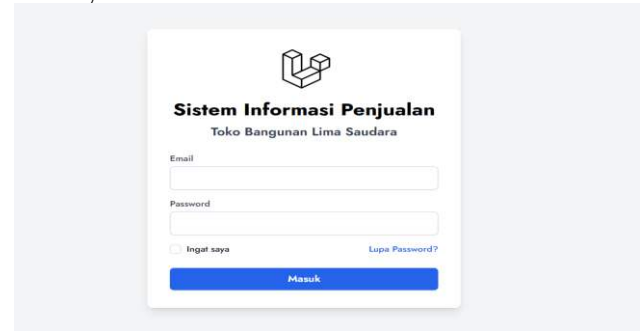 Sistem Informasi Penjualan
Toko Bangunan Lima Saudara
Email
Password
Ingat saya Lupa Password?
Masuk